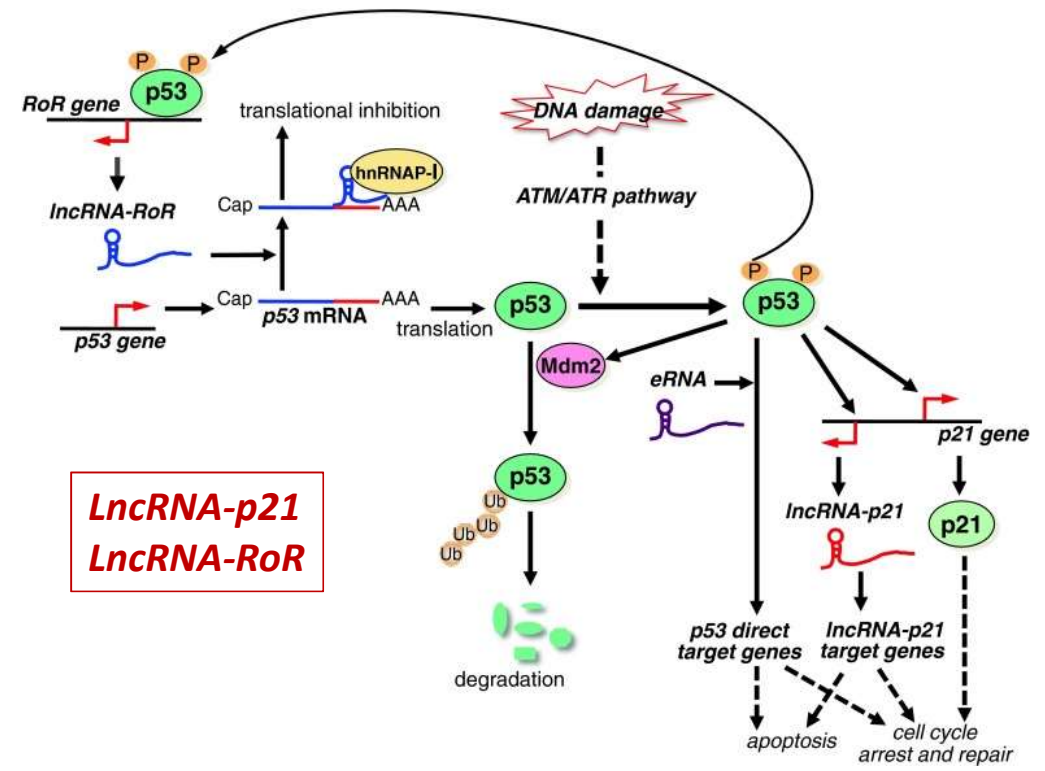 P P
p53
RoR gene
translational inhibition
DNA damage
hnRNAP-I
Cap AAA
ATM/ATR pathway
lncRNA-RoR
P P
p53
Cap AAA
p53 mRNA
p53 gene
translation
p53
Mdm2
eRNA
p21 gene
p53
Ub
Ub
Ub
Ub
LncRNA-p21
LncRNA-RoR
lncRNA-p21
p21
p53 direct
target genes
lncRNA-p21
target genes
degradation
apoptosis
cell cycle
arrest and repair